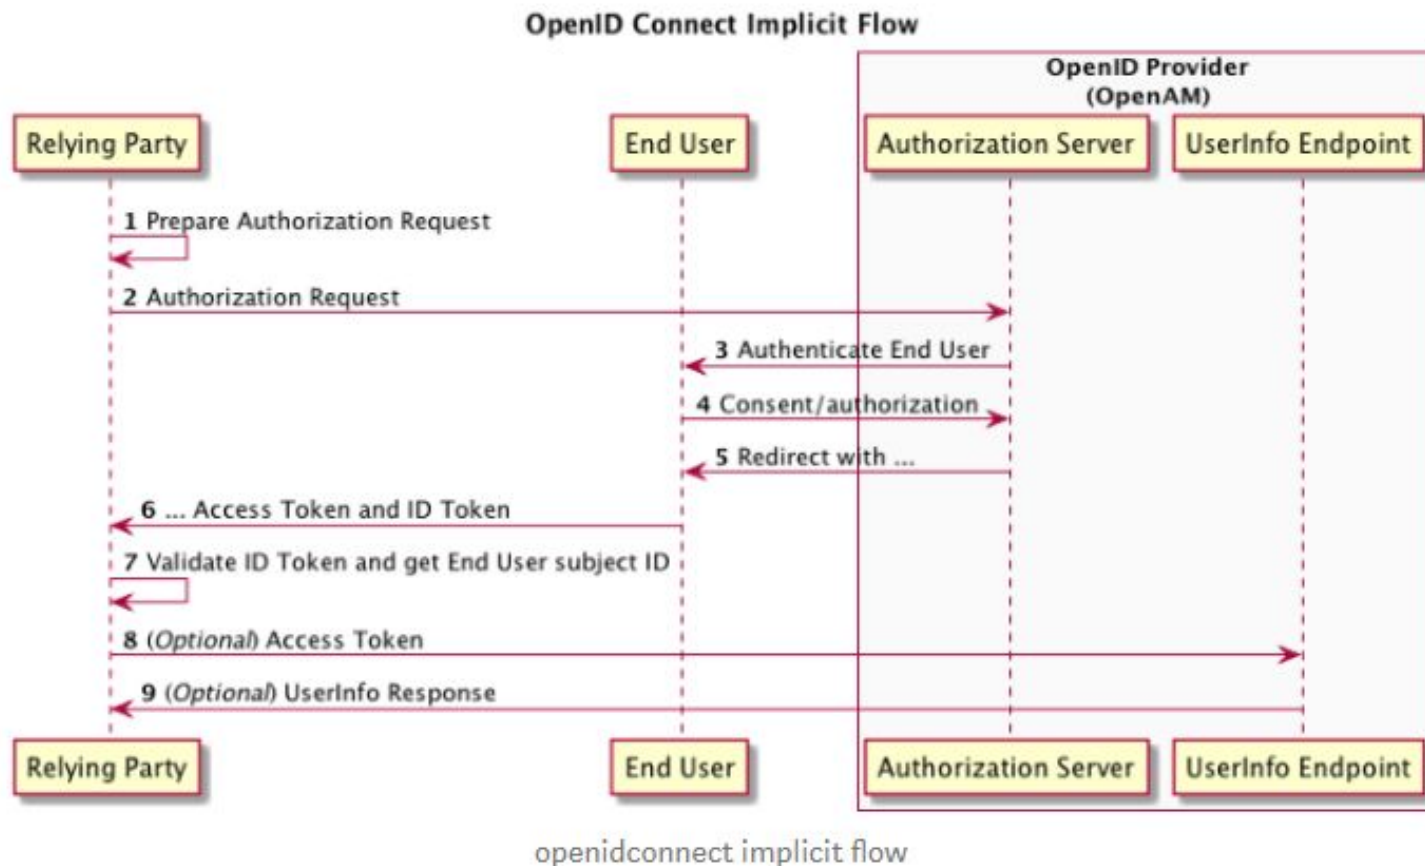 OpenID Connect Implicit Flow
OpenID Provider
(OpenAM)
Relying Party
End User
Authorization Server
UserInfo Endpoint
1 Prepare Authorization Request
2 Authorization Request
3 Authenticate End User
4 Consent/authorization
5 Redirect with ...
6 ... Access Token and ID Token
7 Validate ID Token and get End User subject ID
8 (Optional) Access Token
9 (Optional) UserInfo Response
Relying Party
End User
Authorization Server
UserInfo Endpoint
openidconnect implicit flow